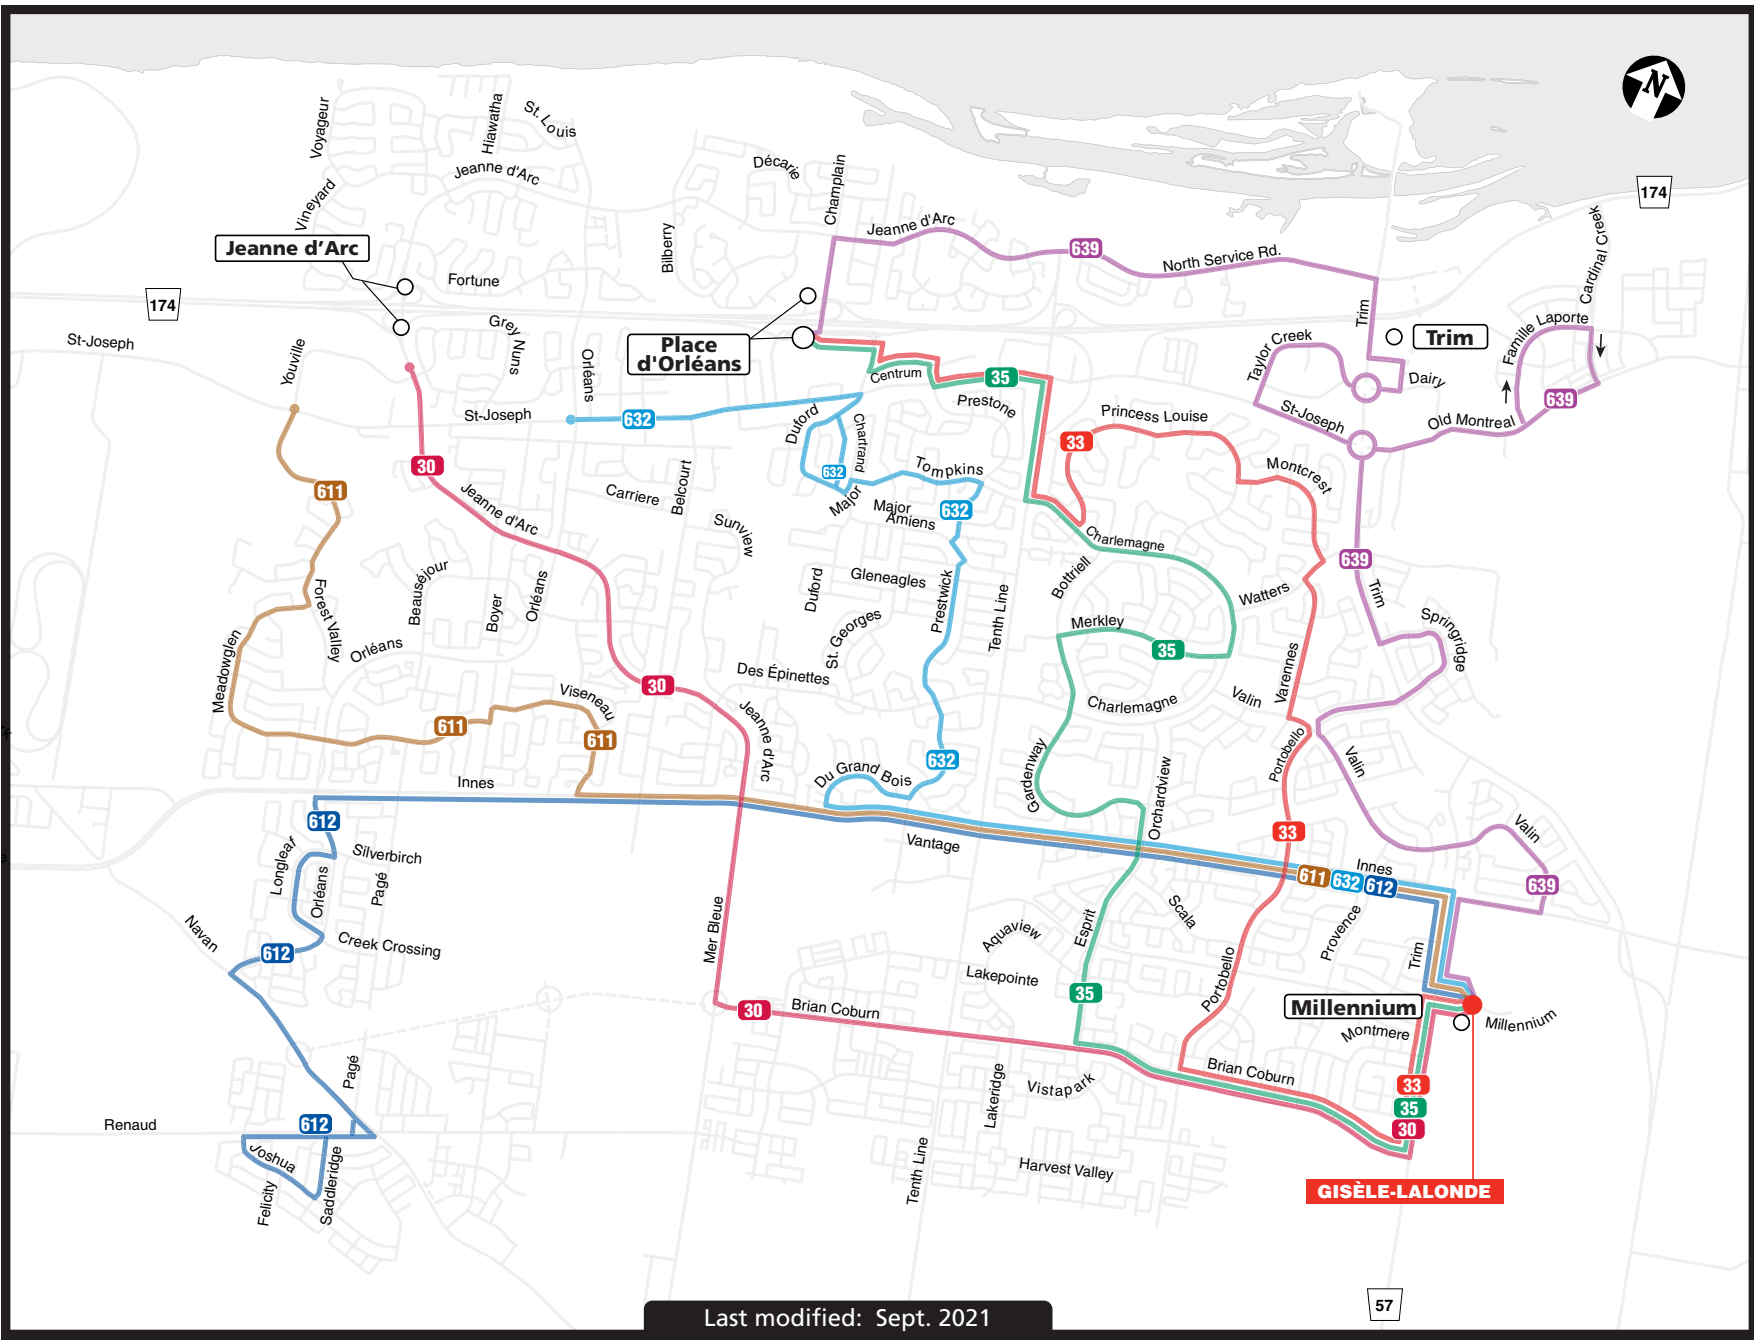 N
Voyageur
Hiawatha
St. Louis
Jeanne d'Arc
Vineyard
Décarie
Champlain
Bilberry
Jeanne d'Arc
639
North Service Rd.
174
Cardinal Creek
Jeanne d'Arc
Fortune
174
St-Joseph
Youville
Grey Nuns
Orléans
Place
d'Orléans
Trim
Trim
Taylor Creek
Famille Laporte
Dairy
639
Old Montreal
St-Joseph
Centrum
35
Prestone
St-Joseph
632
Duford
Chartrand
632
Major
Tompkins
Major
Amiens
632
33
Princess Louise
Montcrest
30
611
Jeanne d'Arc
Carriere
Belcourt
Sunview
Charlemagne
Bottriell
639
Trim
Watters
Springridge
Forest Valley
Beauséjour
Boyer
Orléans
Orléans
Duford
Gleneagles
St. Georges
Prestwick
Tenth Line
Merkley
35
Meadowglen
30
Des Épinettes
Varennes
Valin
Charlemagne
611
Viseneau
611
Jeanne d'Arc
632
Du Grand Bois
Gardenway
Orchardview
Portobello
Valin
Innes
612
Longleaf
Silverbirch
Orléans
Pagé
Vantage
33
Innes
611
632
612
Valin
639
Navan
612
Creek Crossing
Mer Bleue
Aquaview
Lakepointe
Esprit
Scala
Provence
Trim
35
Portobello
30
Brian Coburn
Millennium
Montmere
Millennium
Pagé
Lakeridge
Vistapark
Brian Coburn
33
35
30
Renaud
612
Joshua
Felicity
Saddleridge
Tenth Line
Harvest Valley
GISÈLE-LALONDE
57
Last modified: Sept. 2021